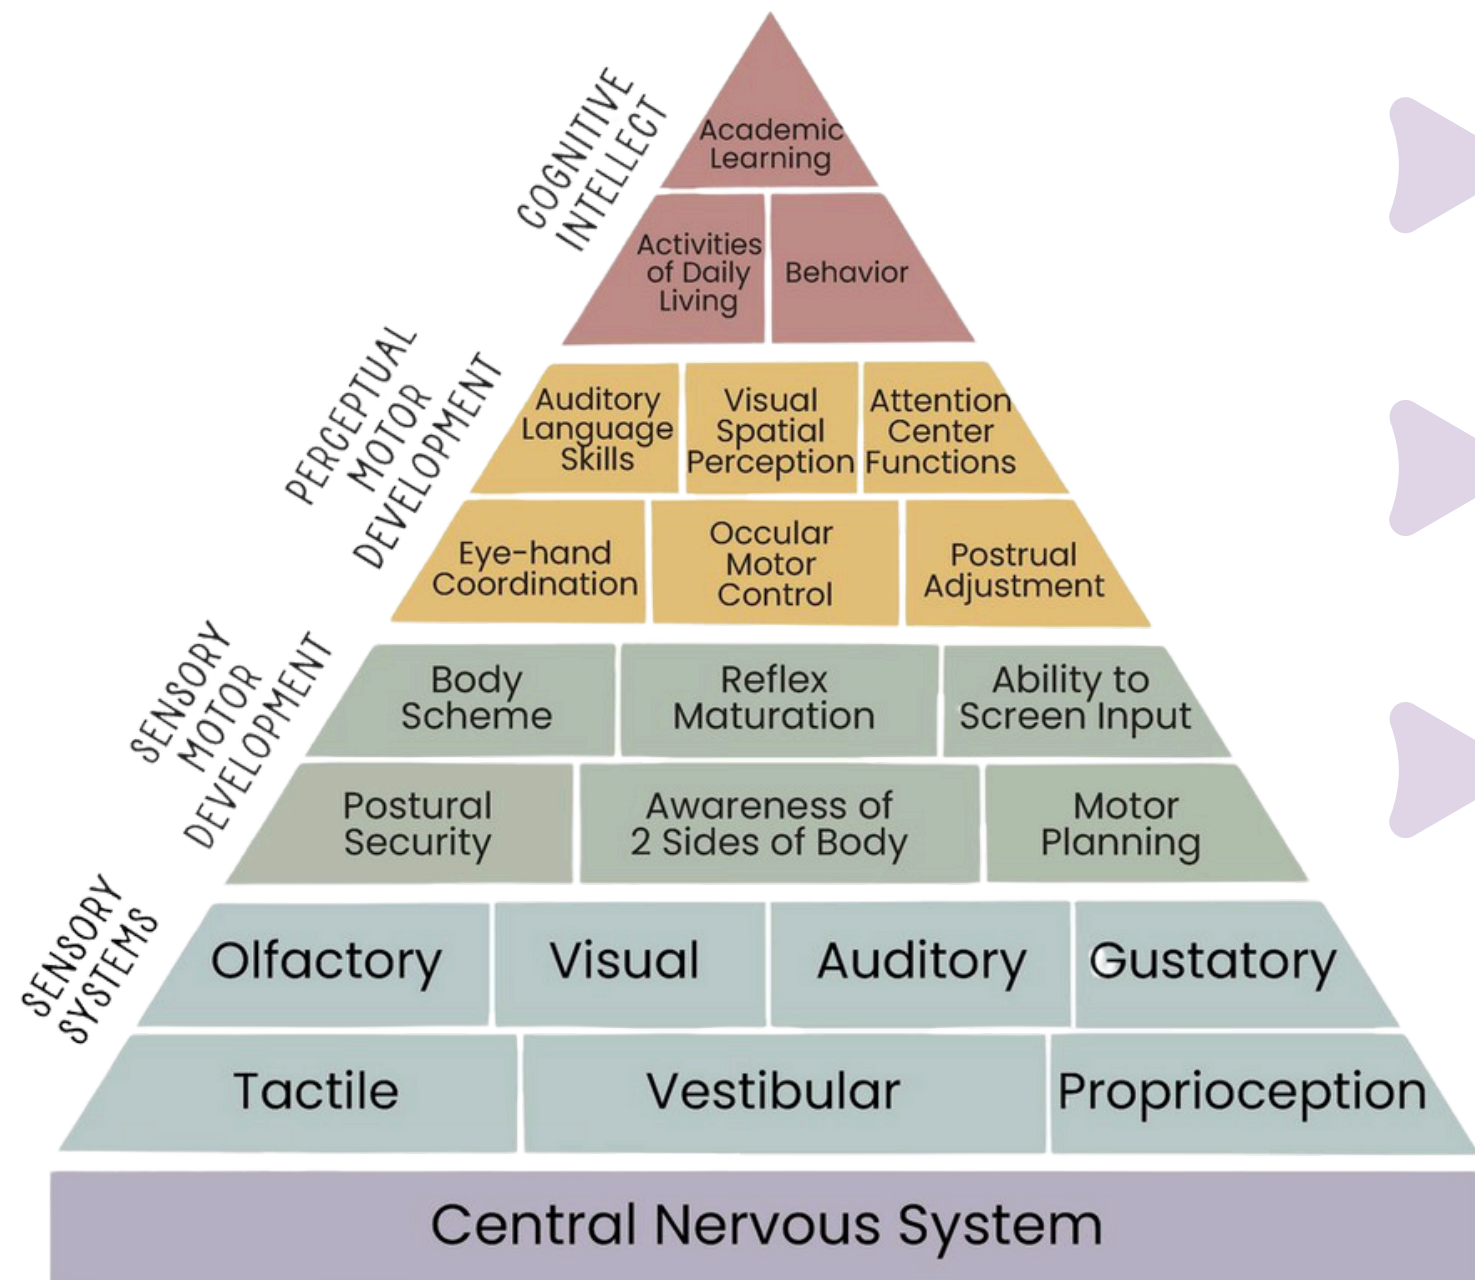 COGNITIVE
INTELLECT
Academic
Learning
Activities
of Daily
Living
Behavior
PERCEPTUAL
MOTOR
DEVELOPMENT
Auditory
Language
Skills
Visual
Spatial
Perception
Attention
Center
Functions
Eye-hand
Coordination
Occular
Motor
Control
Postrual
Adjustment
SENSORY
MOTOR
DEVELOPMENT
Body
Scheme
Reflex
Maturation
Ability to
Screen Input
Postural
Security
Awareness of
2 Sides of Body
Motor
Planning
SENSORY
SYSTEMS
Olfactory
Visual
Auditory
Gustatory
Tactile
Vestibular
Proprioception
Central Nervous System